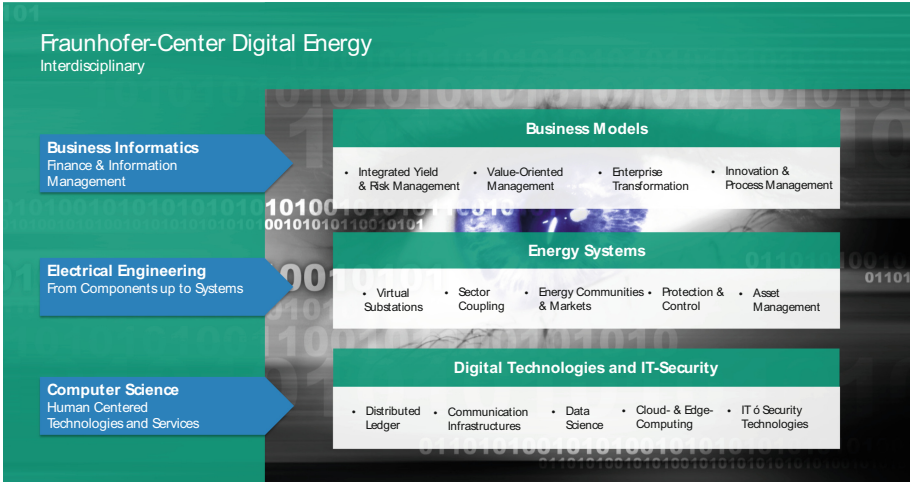 Fraunhofer-Center Digital Energy
Interdisciplinary
Business Informatics
Finance & Information
Management
Business Models
• Integrated Yield
& Risk Management
• Value-Oriented
Management
• Enterprise
Transformation
• Innovation &
Process Management
10100
00101010110010101
Electrical Engineering
From Components up to Systems
Energy Systems
• Virtual
Substations
• Sector
Coupling
• Energy Communities
& Markets
• Protection &
Control
• Asset
Management
01101
Computer Science
Human Centered
Technologies and Services
Digital Technologies and IT-Security
• Distributed
Ledger
• Communication
Infrastructures
• Data
Science
• Cloud- & Edge-
Computing
• IT ó Security
Technologies